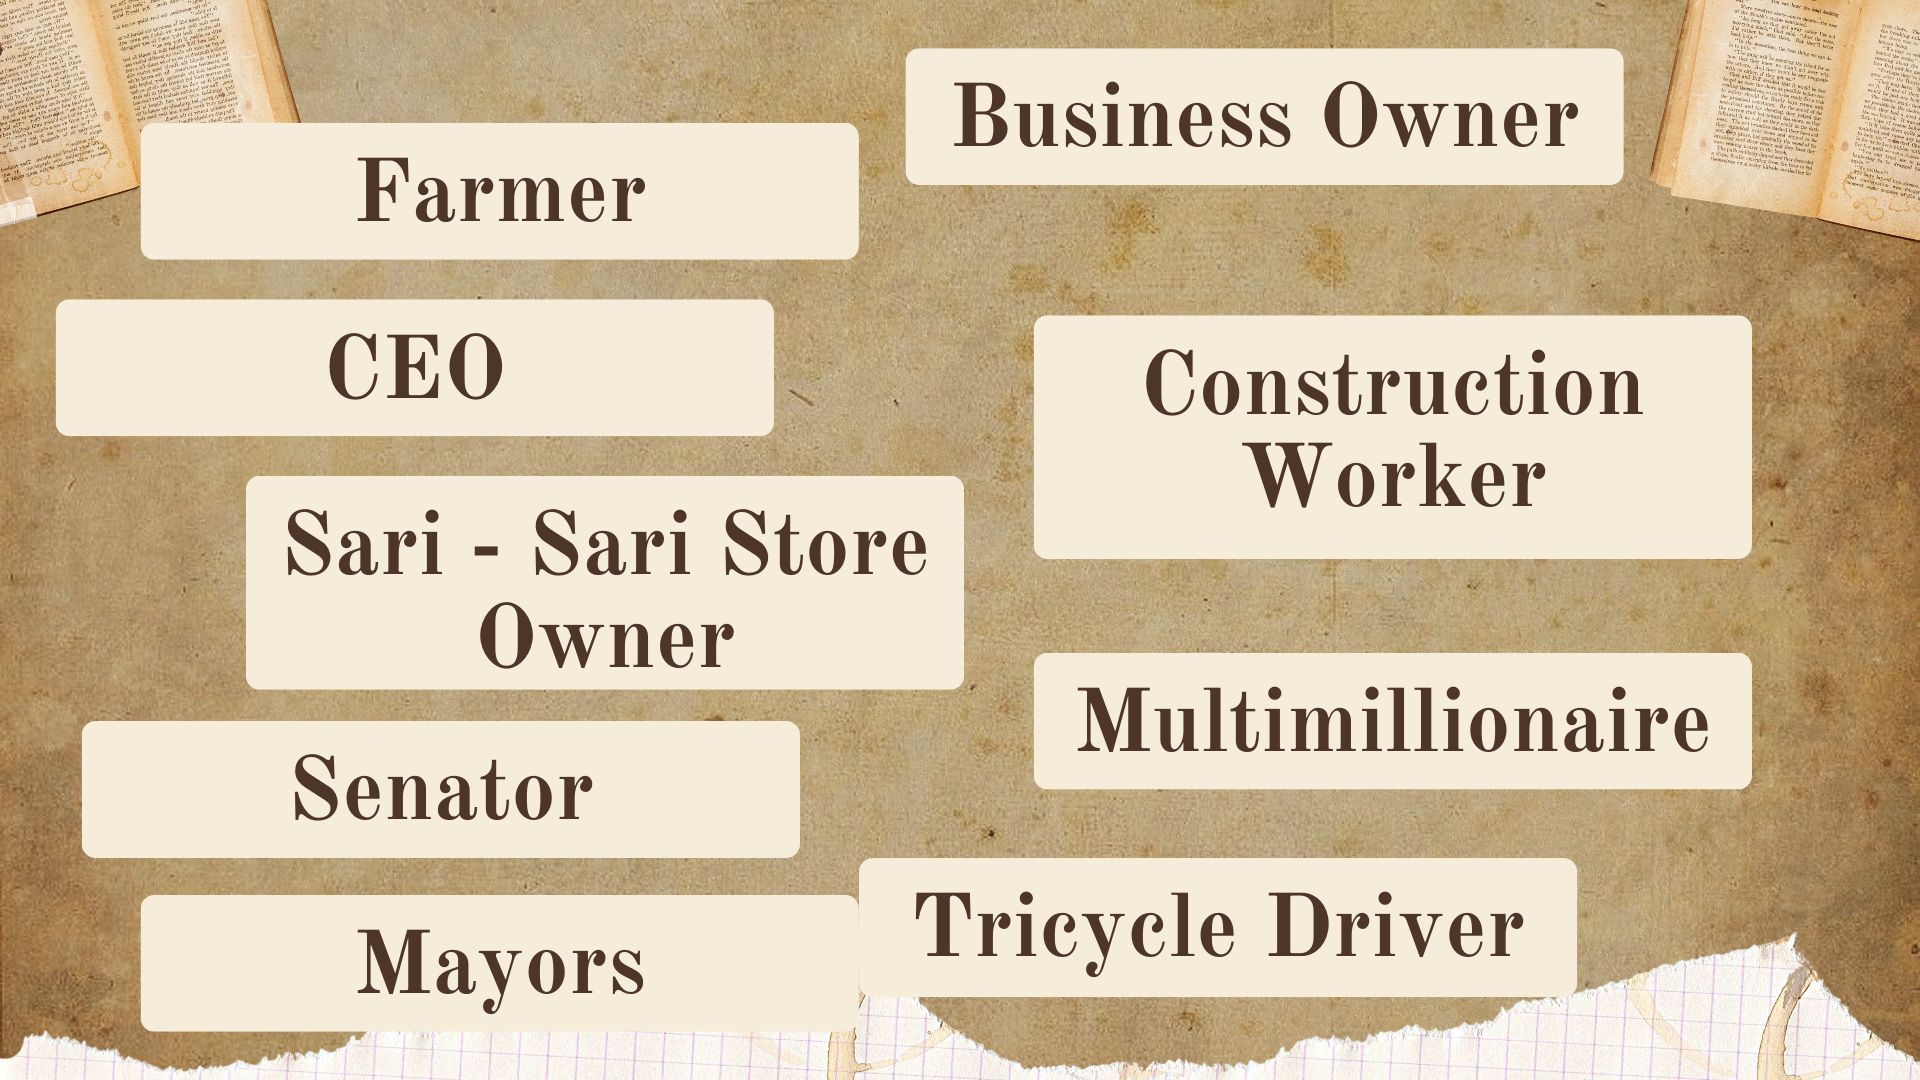 Business Owner
Farmer
CEO
Construction
Worker
Sari - Sari Store
Owner
Multimillionaire
Senator
Tricycle Driver
Mayors